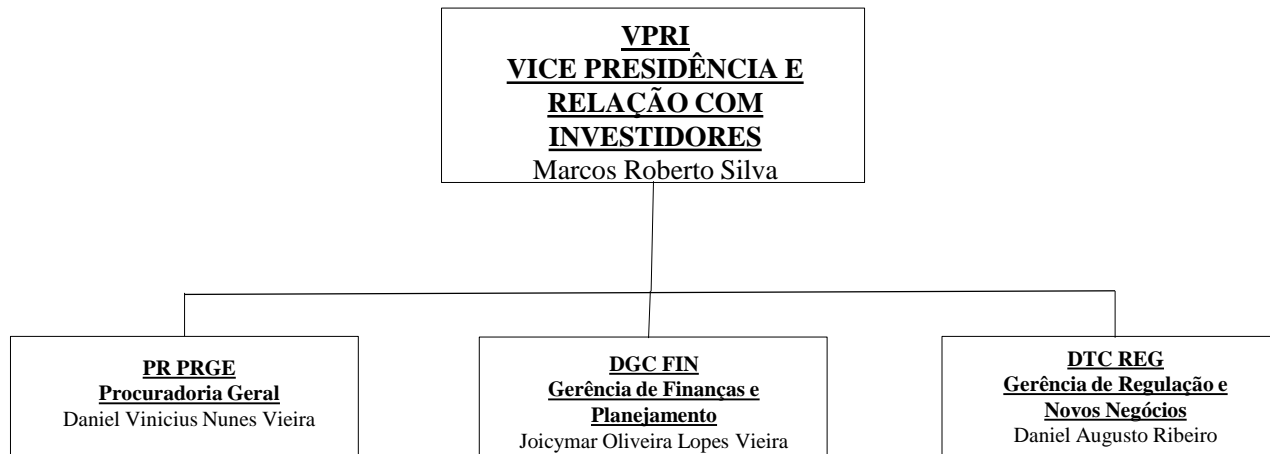 VPRI
VICE PRESIDÊNCIA E
RELAÇÃO COM
INVESTIDORES
Marcos Roberto Silva
PR PRGE
Procuradoria Geral
Daniel Vinicius Nunes Vieira
DGC FIN
Gerência de Finanças e
Planejamento
Joicymar Oliveira Lopes Vieira
DTC REG
Gerência de Regulação e
Novos Negócios
Daniel Augusto Ribeiro